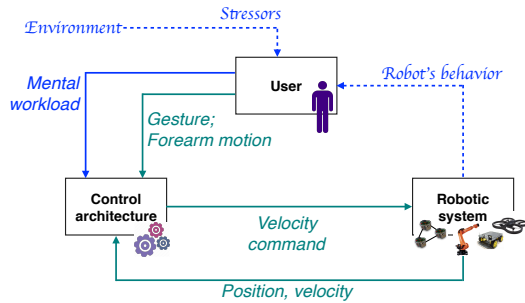 Stressors
Environment
User
Robot's behavior
Mental
workload
Gesture;
Forearm motion
Control
architecture
Robotic
system
Velocity
command
Position, velocity